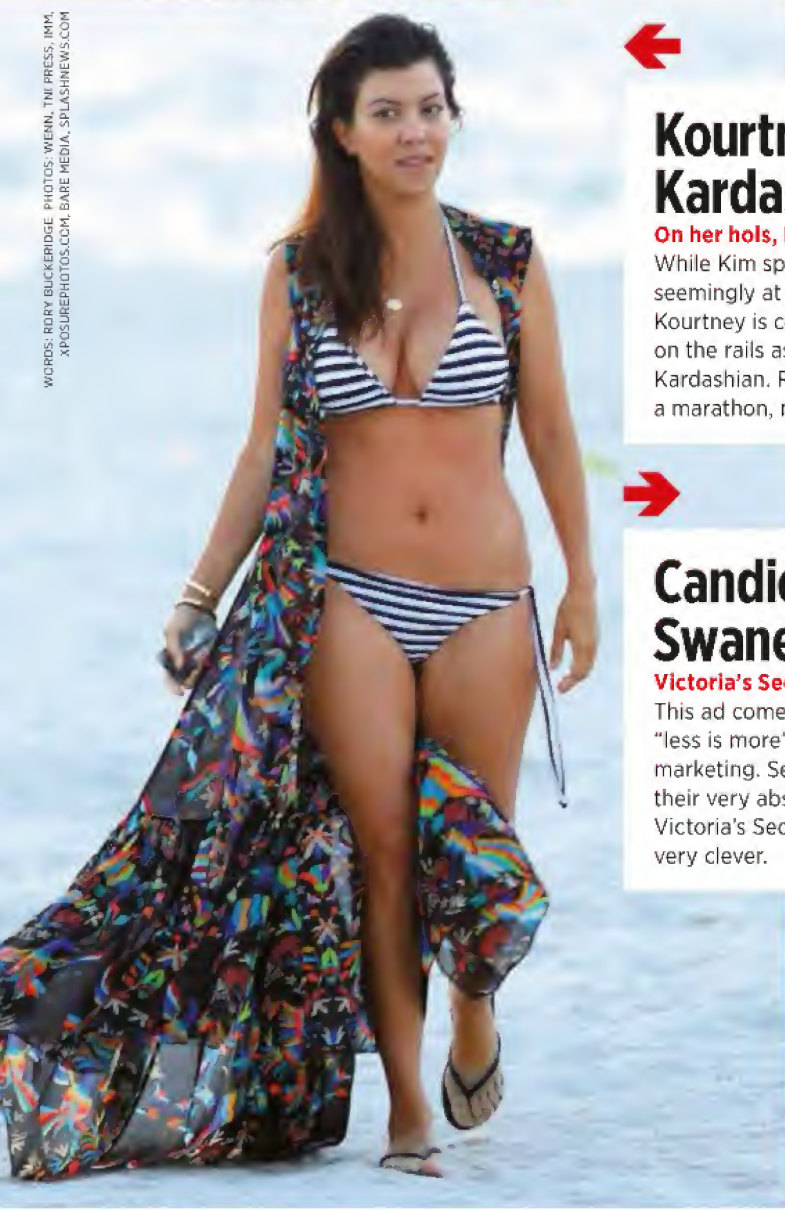 WORDS: RORY BUCKERIDGE PHOTOS: WENN, TNI PRESS, IMM,
XPOSUREPHOTOS.COM, BARE MEDIA, SPLASHNEWS.COM
Kourtn
Karda
On her hols,
While Kim sp
seemingly at
Kourtney is c
on the rails as
Kardashian. R
a marathon, r
Candic
Swane
Victoria's Sec
This ad come
"less is more"
marketing. Se
their very abs
Victoria's Sec
very clever.